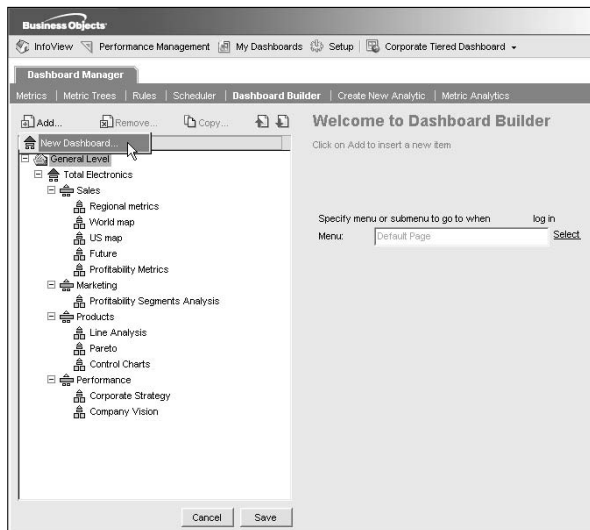 Business Objects
InfoView Performance Management My Dashboards Setup Corporate Tiered Dashboard
Dashboard Manager
Metrics | Metric Trees | Rules | Scheduler | Dashboard Builder | Create New Analytic | Metric Analytics
Add... Remove... Copy...
New Dashboard...
General Level
Total Electronics
Sales
Regional metrics
World map
US map
Future
Profitability Metrics
Marketing
Profitability Segments Analysis
Products
Line Analysis
Pareto
Control Charts
Performance
Corporate Strategy
Company Vision
Cancel Save
Welcome to Dashboard Builder
Click on Add to insert a new item
Specify menu or submenu to go to when log in
Menu: Default Page Select